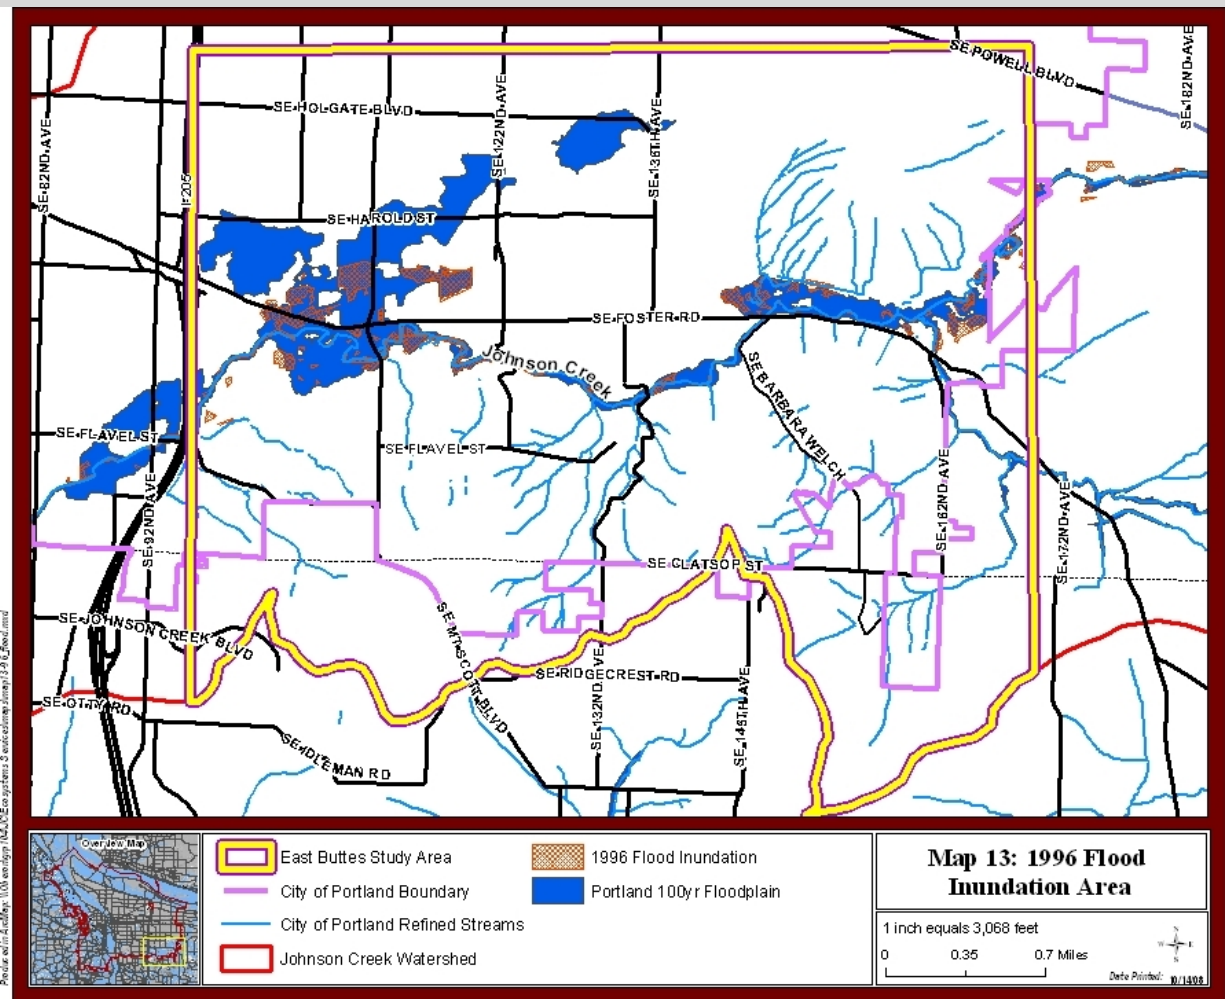 SE POWELL BLVD
SE 182ND AVE
SE HOLGATE BLVD
SE 82ND AVE
SE 122ND AVE
SE 136TH AVE
I-205
SE HAROLD ST
SE FOSTER RD
Johnson Creek
SE BARBARA WELCH
SE FLAVEL ST
SE FLAVEL ST
SE 92ND AVE
SE 162ND AVE
SE 172ND AVE
SE CLATSOP ST
SE JOHNSON CREEK BLVD
SE MT SCOTT BLVD
SE RIDGECREST RD
SE 132ND AVE
SE 145TH AVE
SE OTTY RD
SE IDLEMAN RD
Overview Map
East Buttes Study Area
City of Portland Boundary
City of Portland Refined Streams
Johnson Creek Watershed
1996 Flood Inundation
Portland 100yr Floodplain
Map 13: 1996 Flood
Inundation Area
1 inch equals 3,068 feet
0 0.35 0.7 Miles
N
W E
S
Date Printed: 10/14/08